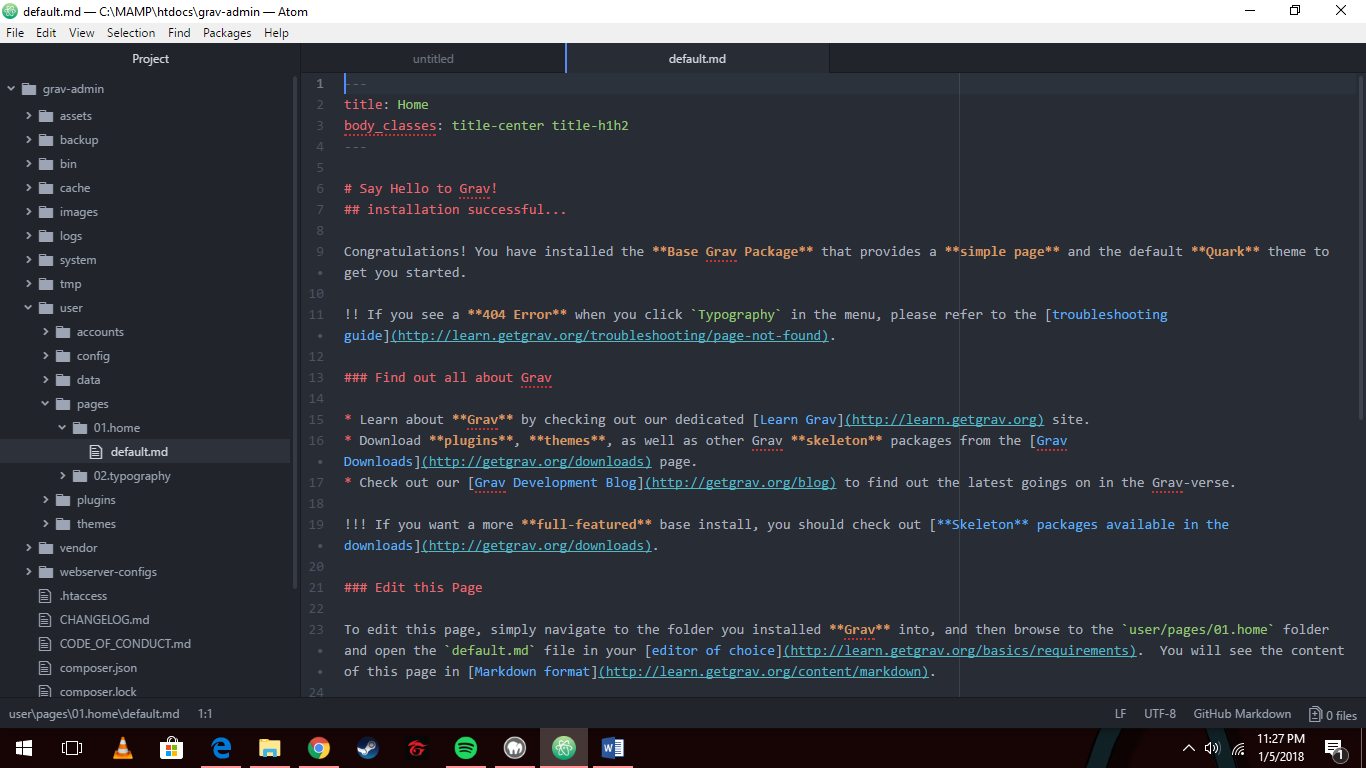 default.md — C:\MAMP\htdocs\grav-admin — Atom
File Edit View Selection Find Packages Help
Project
grav-admin
assets
backup
bin
cache
images
logs
system
tmp
user
accounts
config
data
pages
01.home
default.md
02.typography
plugins
themes
vendor
webserver-configs
.htaccess
CHANGELOG.md
CODE_OF_CONDUCT.md
composer.json
composer.lock
untitled default.md
1 ---
2 title: Home
3 body_classes: title-center title-h1h2
4 ---
5
6 # Say Hello to Grav!
7 ## installation successful...
8
9 Congratulations! You have installed the **Base Grav Package** that provides a **simple page** and the default **Quark** theme to
• get you started.
10
11 !! If you see a **404 Error** when you click `Typography` in the menu, please refer to the [troubleshooting
• guide](http://learn.getgrav.org/troubleshooting/page-not-found).
12
13 ### Find out all about Grav
14
15 * Learn about **Grav** by checking out our dedicated [Learn Grav](http://learn.getgrav.org) site.
16 * Download **plugins**, **themes**, as well as other Grav **skeleton** packages from the [Grav
• Downloads](http://getgrav.org/downloads) page.
17 * Check out our [Grav Development Blog](http://getgrav.org/blog) to find out the latest goings on in the Grav-verse.
18
19 !!! If you want a more **full-featured** base install, you should check out [**Skeleton** packages available in the
• downloads](http://getgrav.org/downloads).
20
21 ### Edit this Page
22
23 To edit this page, simply navigate to the folder you installed **Grav** into, and then browse to the `user/pages/01.home` folder
• and open the `default.md` file in your [editor of choice](http://learn.getgrav.org/basics/requirements).  You will see the content
• of this page in [Markdown format](http://learn.getgrav.org/content/markdown).
24
user\pages\01.home\default.md 1:1 LF UTF-8 GitHub Markdown 0 files
11:27 PM
1/5/2018
1